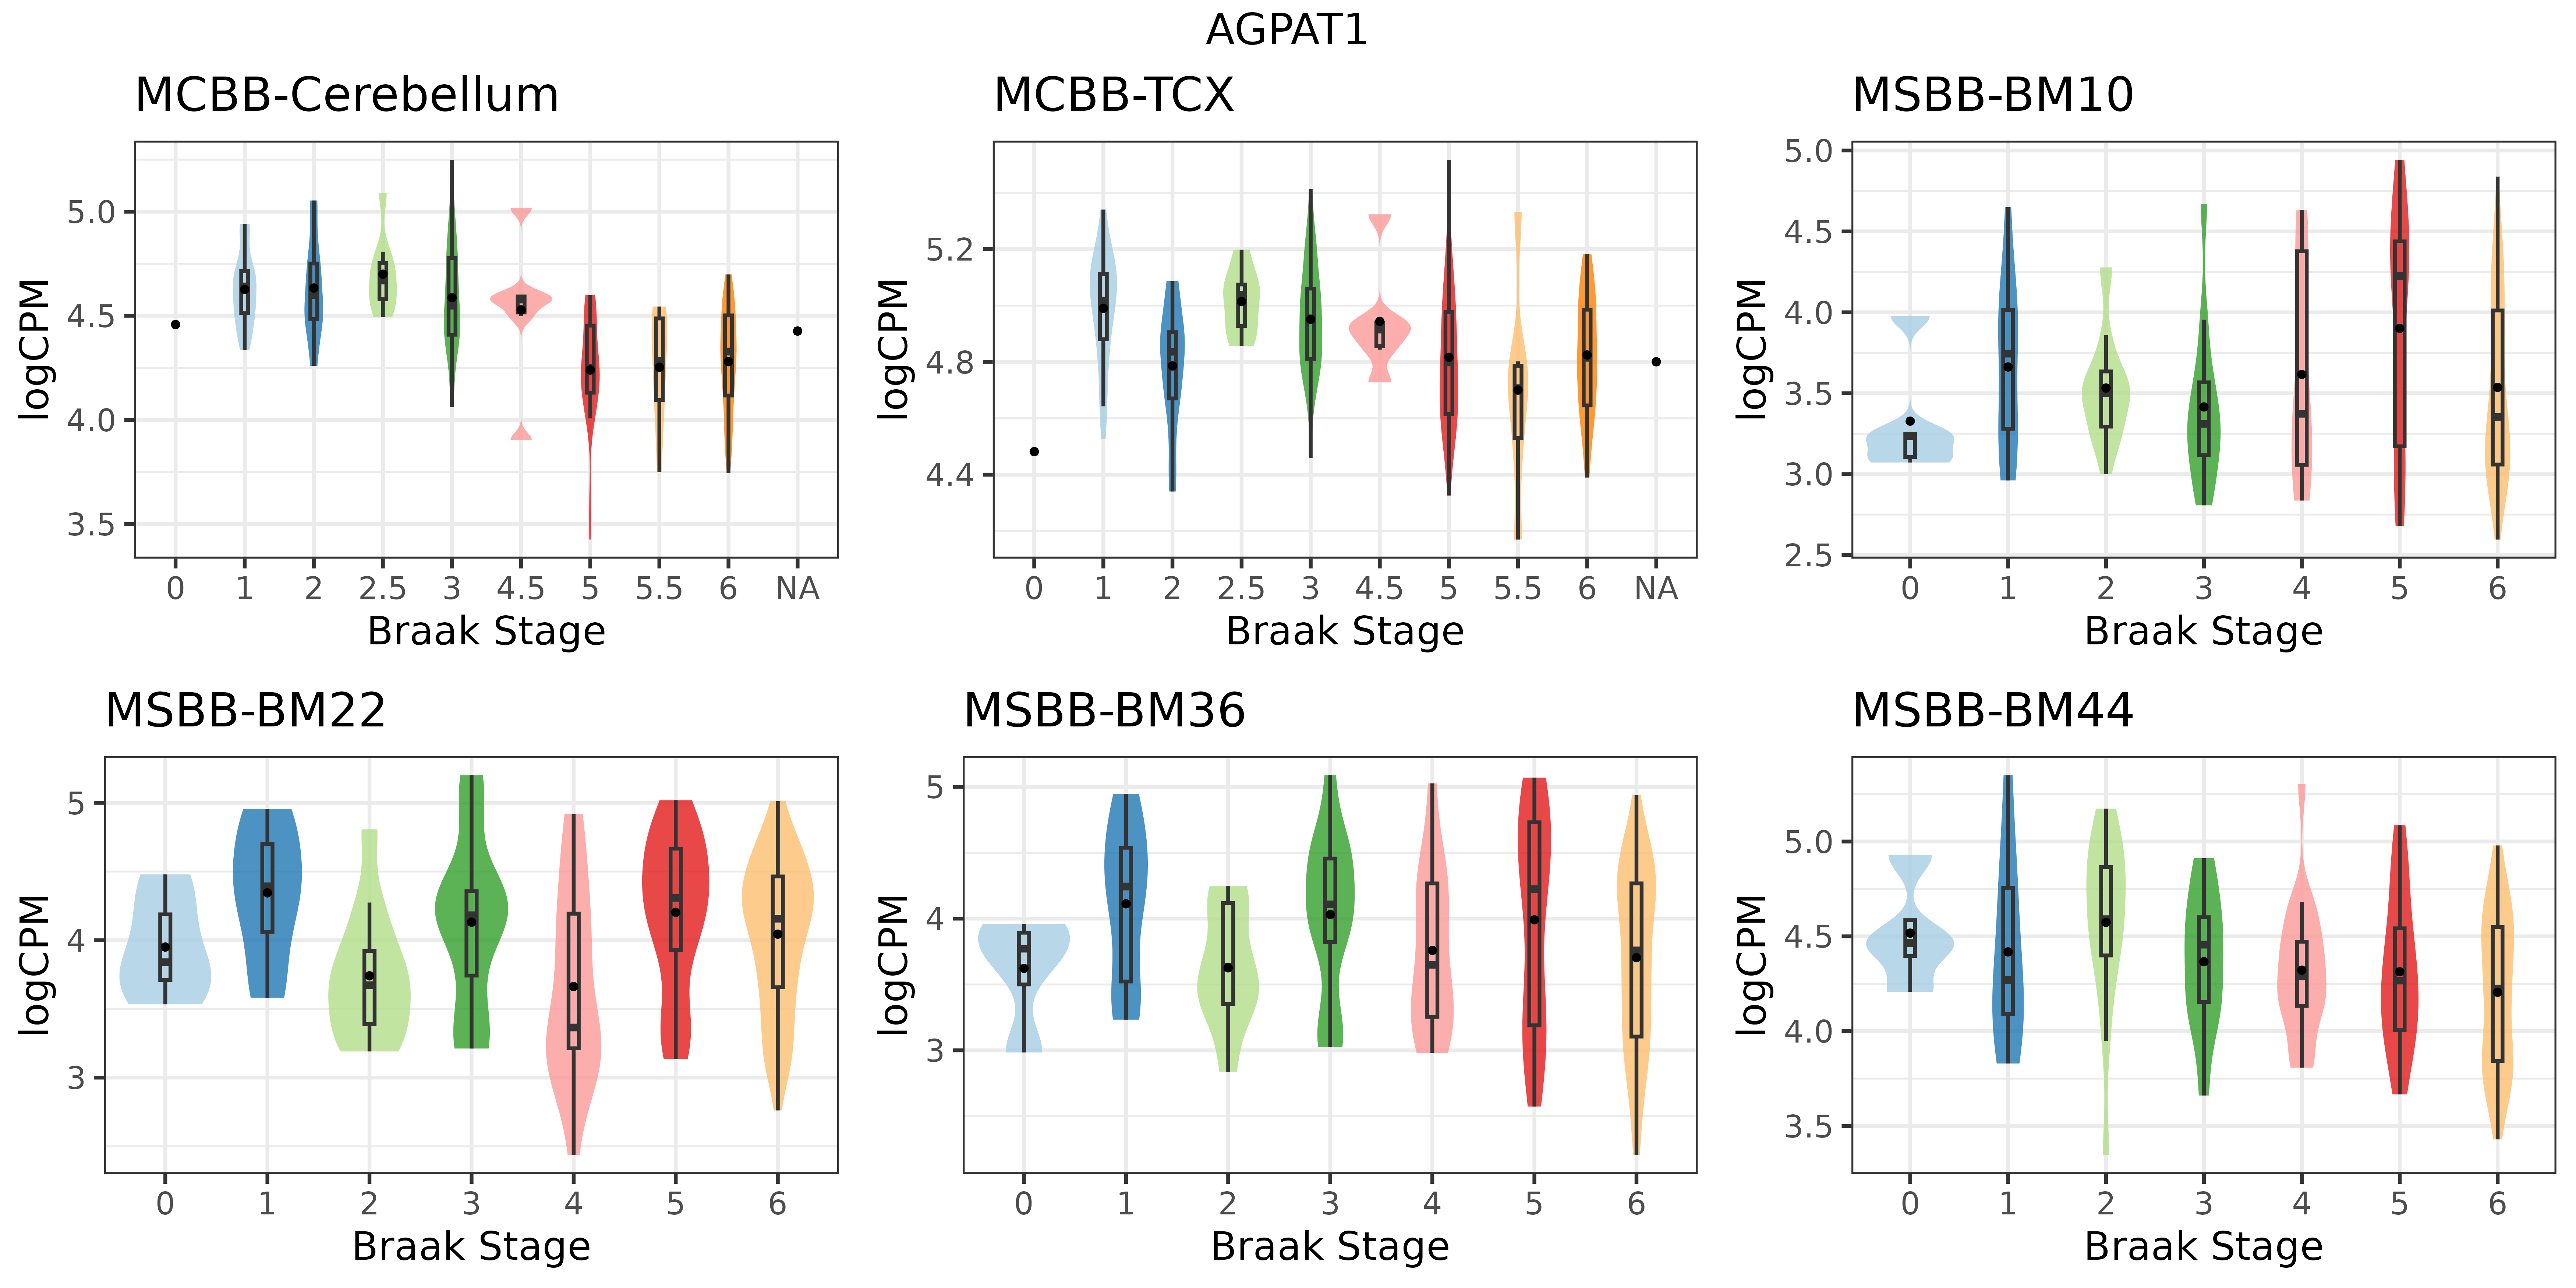 AGPAT1
MCBB-Cerebellum
logCPM
5.0
4.5
4.0
3.5
0 1 2 2.5 3 4.5 5 5.5 6 NA
Braak Stage
MCBB-TCX
logCPM
5.2
4.8
4.4
0 1 2 2.5 3 4.5 5 5.5 6 NA
Braak Stage
MSBB-BM10
logCPM
5.0
4.5
4.0
3.5
3.0
2.5
0 1 2 3 4 5 6
Braak Stage
MSBB-BM22
logCPM
5
4
3
0 1 2 3 4 5 6
Braak Stage
MSBB-BM36
logCPM
5
4
3
0 1 2 3 4 5 6
Braak Stage
MSBB-BM44
logCPM
5.0
4.5
4.0
3.5
0 1 2 3 4 5 6
Braak Stage